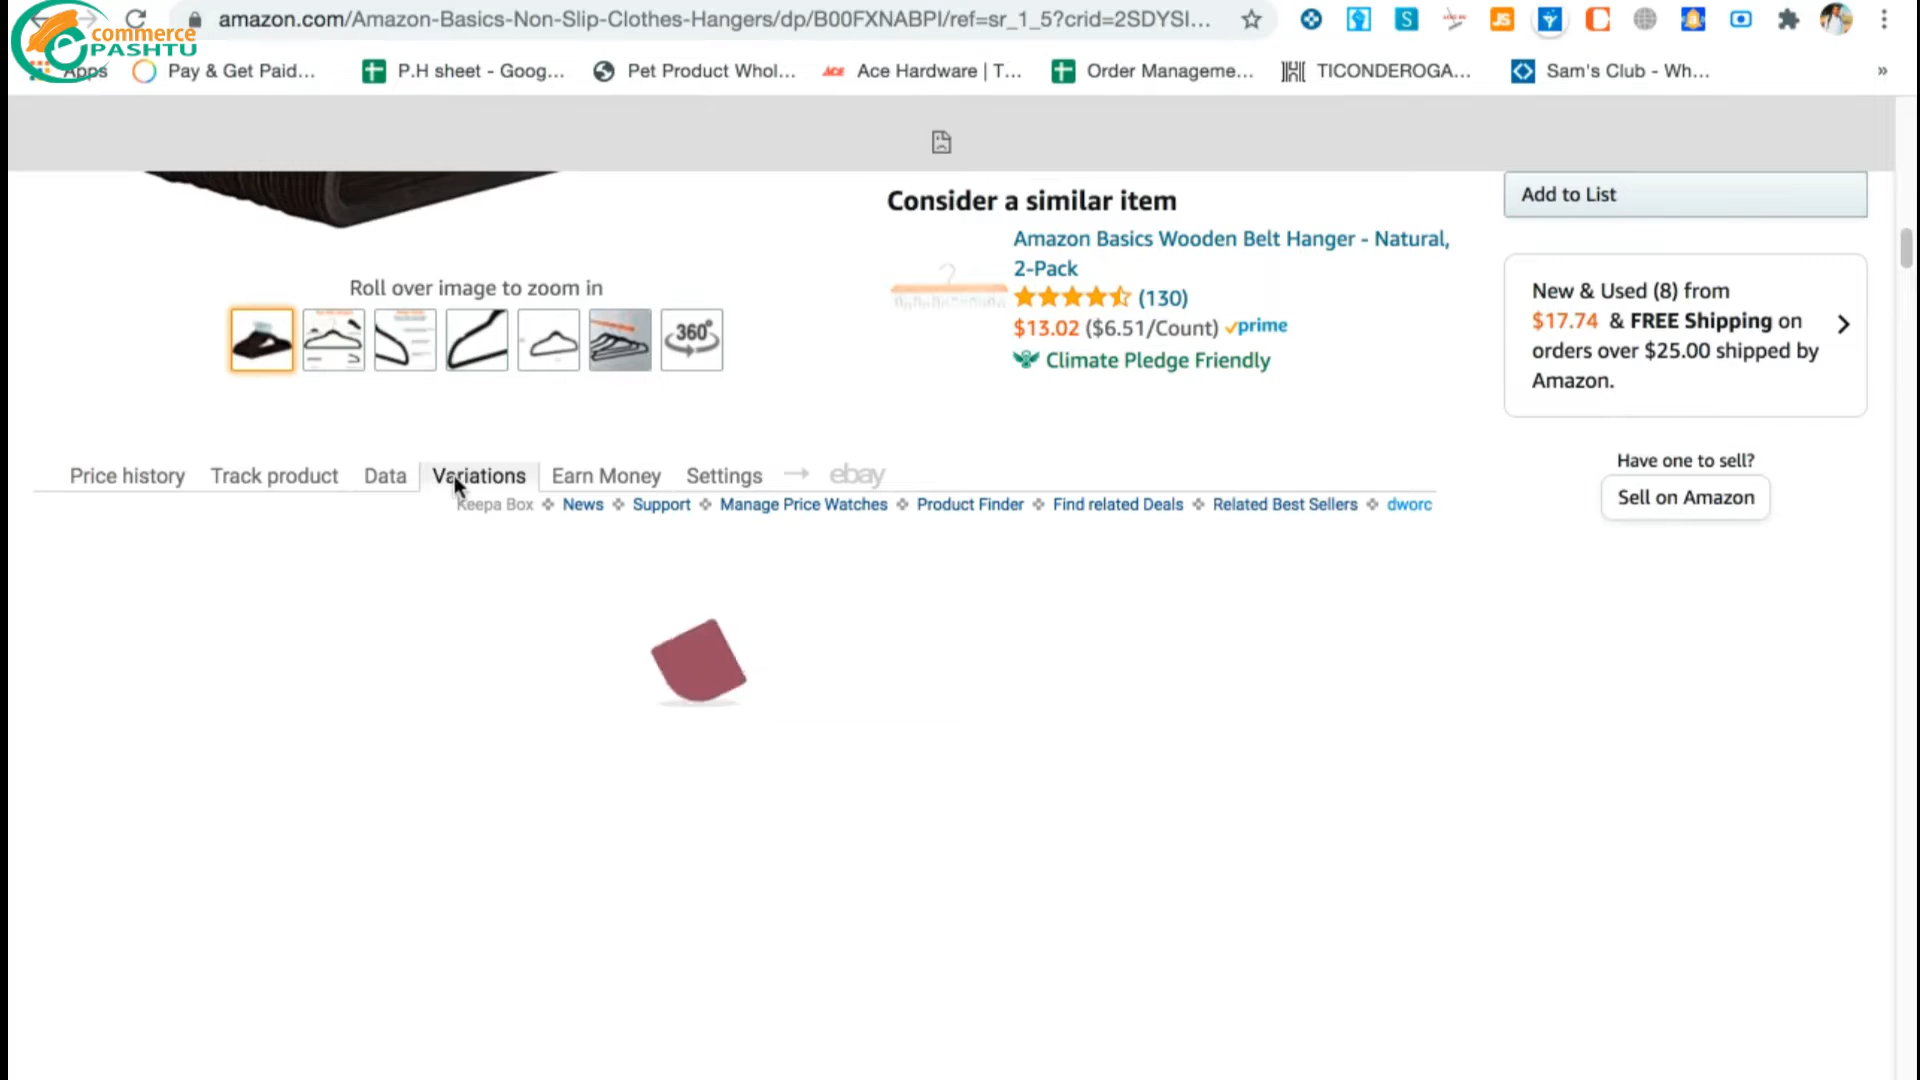 commerce
PASHTU
amazon.com/Amazon-Basics-Non-Slip-Clothes-Hangers/dp/B00FXNABPI/ref=sr_1_5?crid=2SDYSI...
Apps
Pay & Get Paid...
P.H sheet - Goog...
Pet Product Whol...
ACE
Ace Hardware | T...
Order Manageme...
TICONDEROGA...
Sam's Club - Wh...
»
Consider a similar item
Amazon Basics Wooden Belt Hanger - Natural,
2-Pack
(130)
$13.02 ($6.51/Count) prime
Climate Pledge Friendly
Add to List
New & Used (8) from
$17.74 & FREE Shipping on
orders over $25.00 shipped by
Amazon.
Have one to sell?
Sell on Amazon
Roll over image to zoom in
360°
Price history Track product Data Variations Earn Money Settings → ebay
Keepa Box News Support Manage Price Watches Product Finder Find related Deals Related Best Sellers dworc